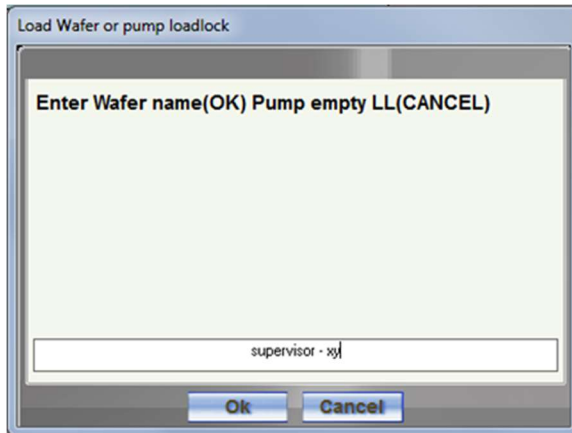 Load Wafer or pump loadlock
Enter Wafer name(OK) Pump empty LL(CANCEL)
supervisor - xy
Ok
Cancel